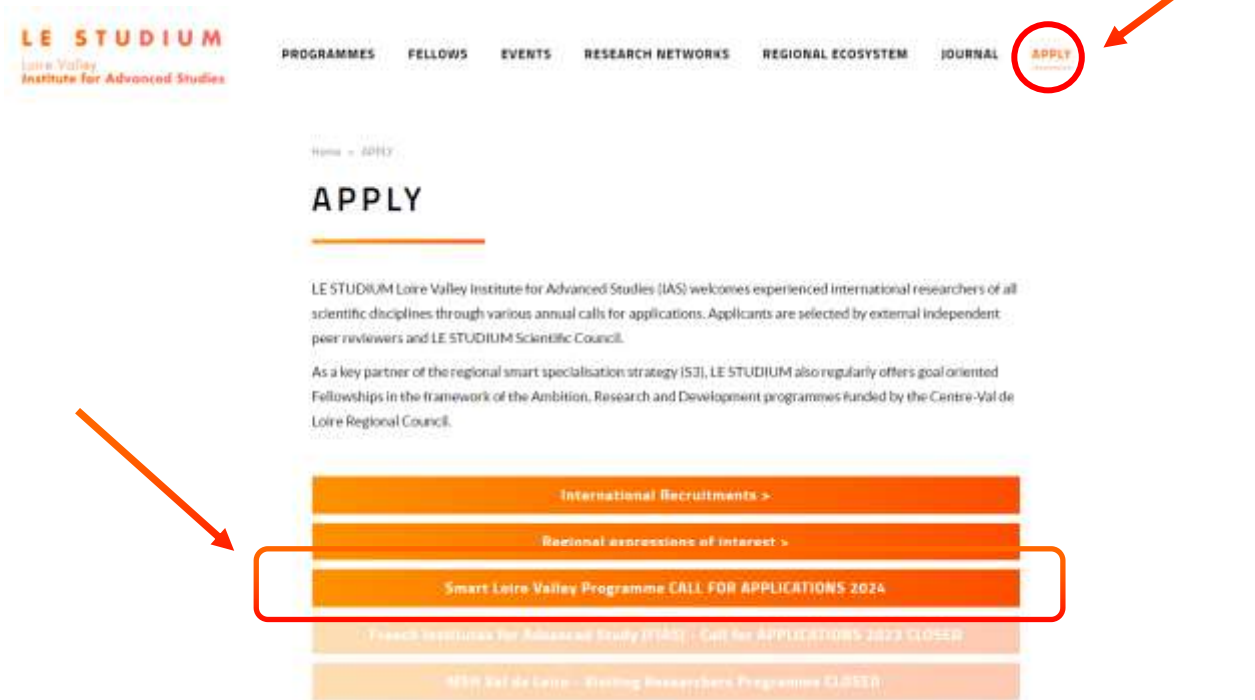 LE STUDIUM
Loire Valley
Institute for Advanced Studies
PROGRAMMES FELLOWS EVENTS RESEARCH NETWORKS REGIONAL ECOSYSTEM JOURNAL APPLY
Home » APPLY
APPLY
LE STUDIUM Loire Valley Institute for Advanced Studies (IAS) welcomes experienced international researchers of all
scientific disciplines through various annual calls for applications. Applicants are selected by external independent
peer reviewers and LE STUDIUM Scientific Council.
As a key partner of the regional smart specialisation strategy (S3), LE STUDIUM also regularly offers goal oriented
Fellowships in the framework of the Ambition, Research and Development programmes funded by the Centre-Val de
Loire Regional Council.
International Recruitments >
Regional expressions of interest >
Smart Loire Valley Programme CALL FOR APPLICATIONS 2024
French Institutes for Advanced Study (FIAS) - Call for APPLICATIONS 2023 CLOSED
MSH Val de Loire - Visiting Researchers Programme CLOSED